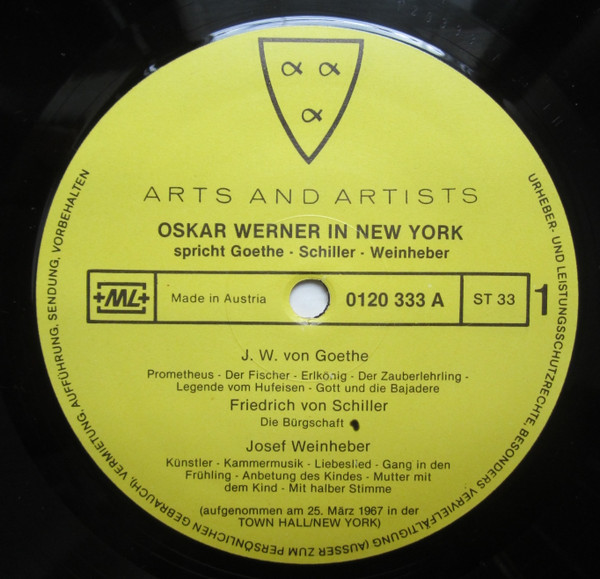 α α
α
ARTS AND ARTISTS
OSKAR WERNER IN NEW YORK
spricht Goethe · Schiller · Weinheber
+ML+
Made in Austria
0120 333 A
ST 33
1
J. W. von Goethe
Prometheus - Der Fischer - Erlkönig - Der Zauberlehrling -
Legende vom Hufeisen - Gott und die Bajadere
Friedrich von Schiller
Die Bürgschaft
Josef Weinheber
Künstler - Kammermusik - Liebeslied - Gang in den
Frühling - Anbetung des Kindes - Mutter mit
dem Kind - Mit halber Stimme
(aufgenommen am 25. März 1967 in der
TOWN HALL/NEW YORK)
URHEBER- UND LEISTUNGSSCHUTZRECHTE, BESONDERS VERVIELFÄLTIGUNG (AUSSER ZUM PERSÖNLICHEN GEBRAUCH), VERMIETUNG, AUFFÜHRUNG, SENDUNG, VORBEHALTEN